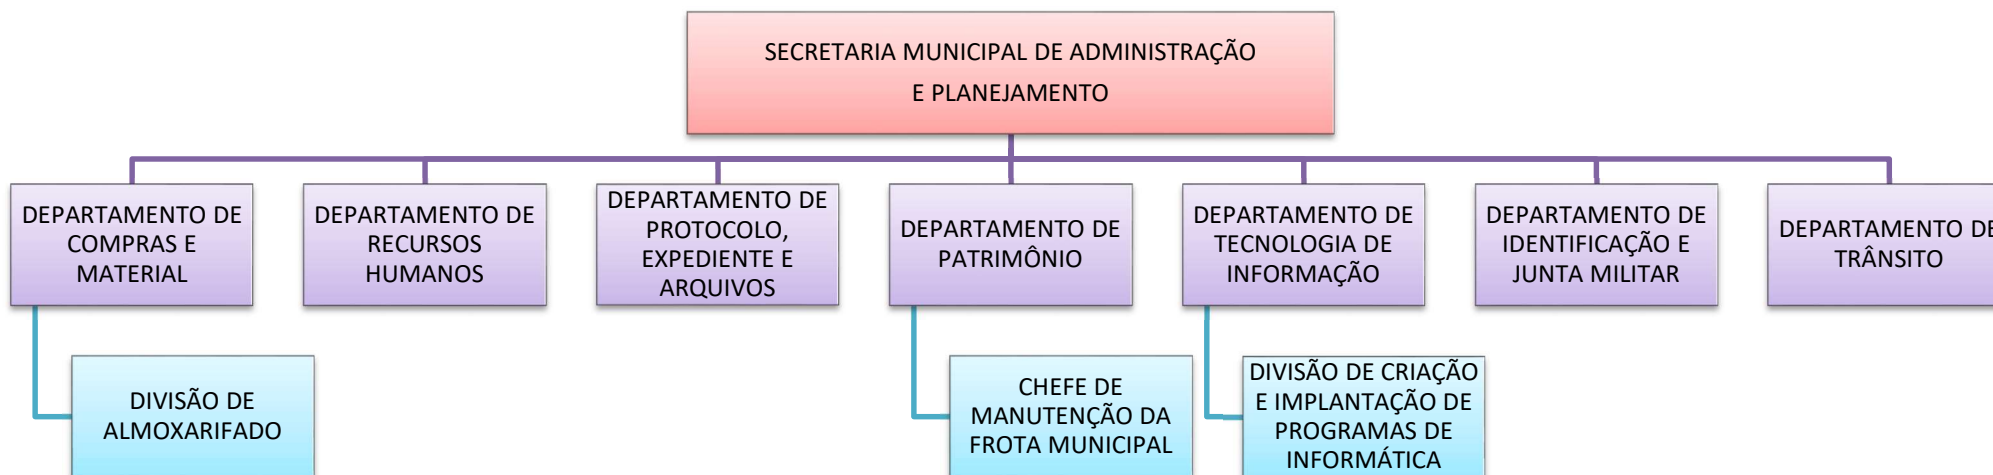 SECRETARIA MUNICIPAL DE ADMINISTRAÇÃO
E PLANEJAMENTO
DEPARTAMENTO DE
COMPRAS E
MATERIAL
DEPARTAMENTO DE
RECURSOS
HUMANOS
DEPARTAMENTO DE
PROTOCOLO,
EXPEDIENTE E
ARQUIVOS
DEPARTAMENTO DE
PATRIMÔNIO
DEPARTAMENTO DE
TECNOLOGIA DE
INFORMAÇÃO
DEPARTAMENTO DE
IDENTIFICAÇÃO E
JUNTA MILITAR
DEPARTAMENTO DE
TRÂNSITO
DIVISÃO DE
ALMOXARIFADO
CHEFE DE
MANUTENÇÃO DA
FROTA MUNICIPAL
DIVISÃO DE CRIAÇÃO
E IMPLANTAÇÃO DE
PROGRAMAS DE
INFORMÁTICA